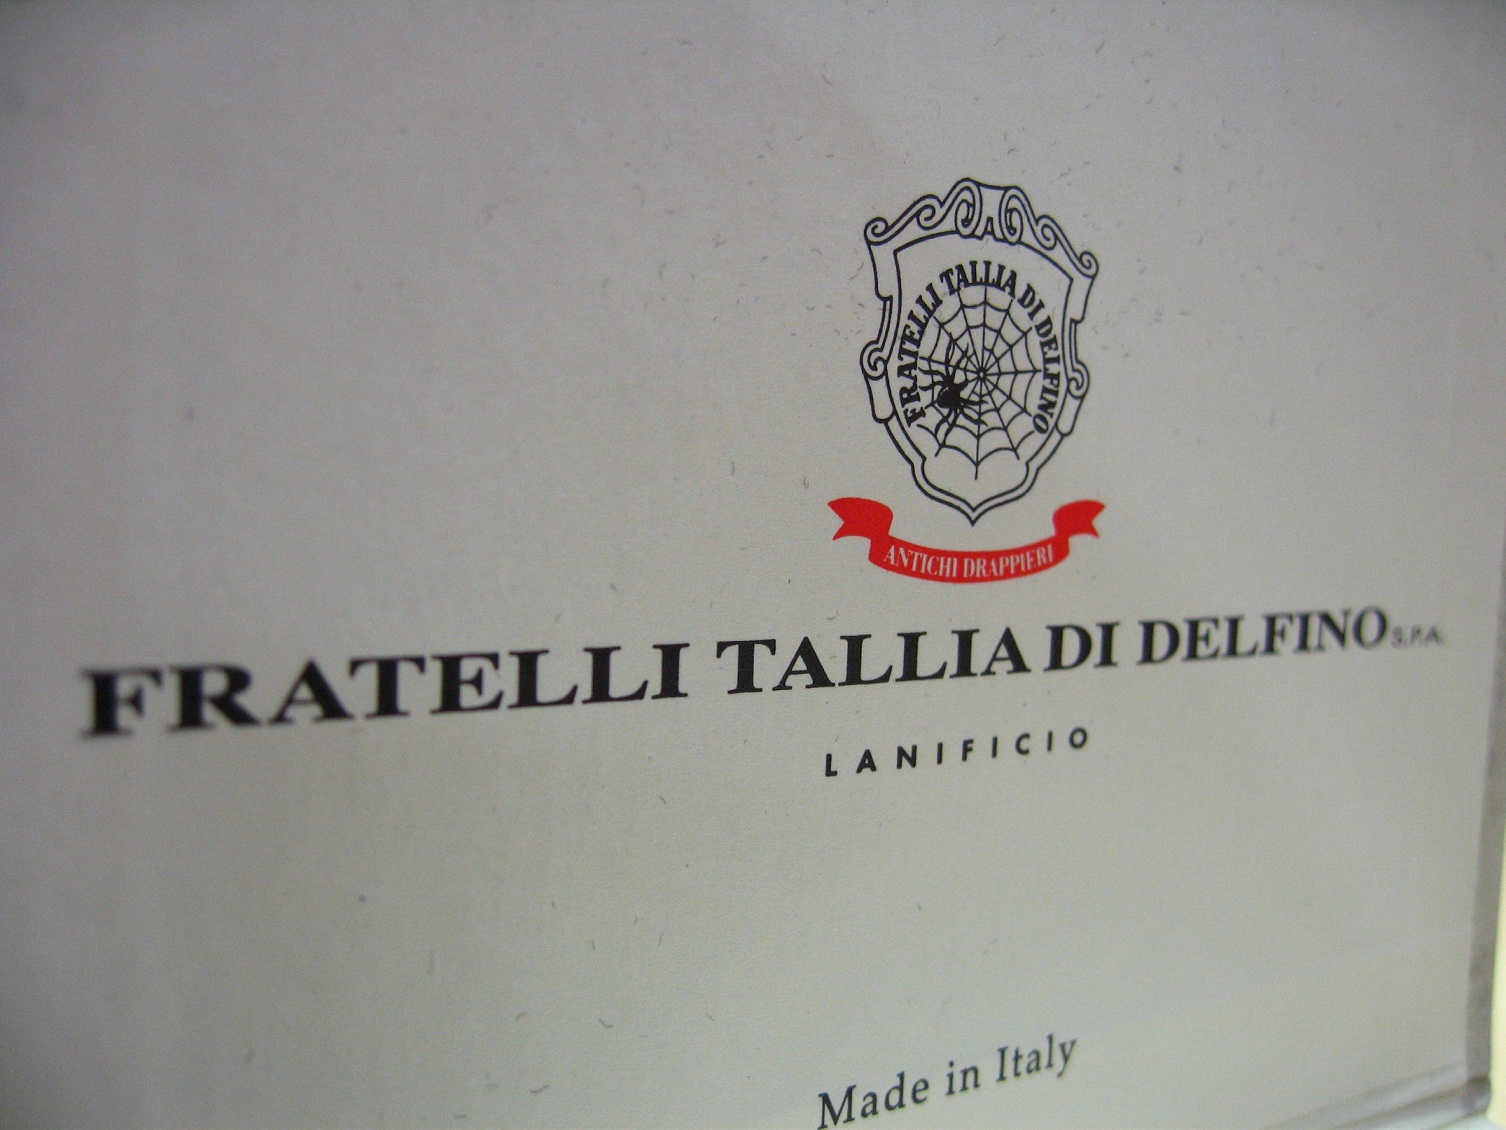 FRATELLI TALLIA DI DELFINO
ANTICHI DRAPPIERI
FRATELLI TALLIA DI DELFINO S.P.A.
LANIFICIO
Made in Italy